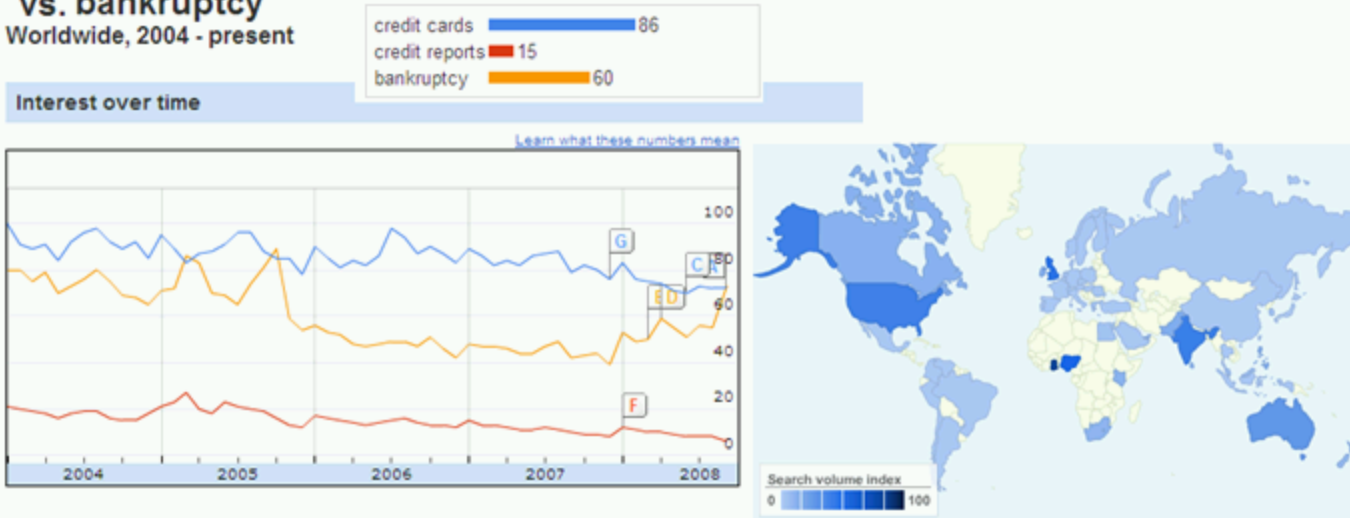 vs. bankruptcy
Worldwide, 2004 - present
credit cards 86
credit reports 15
bankruptcy 60
Interest over time
Learn what these numbers mean
100
80
60
40
20
0
G
C
E D
F
2004 2005 2006 2007 2008
Search volume index
0 100